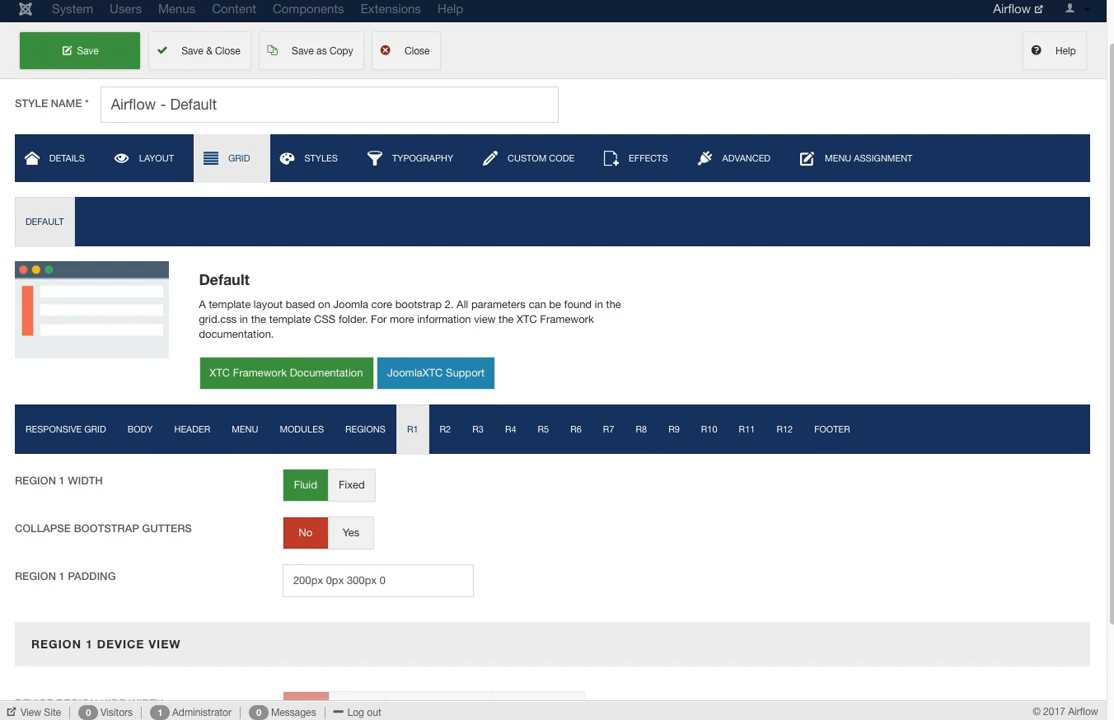 System Users Menus Content Components Extensions Help Airflow
Save Save & Close Save as Copy Close Help
STYLE NAME * Airflow - Default
DETAILS LAYOUT GRID STYLES TYPOGRAPHY CUSTOM CODE EFFECTS ADVANCED MENU ASSIGNMENT
DEFAULT
Default
A template layout based on Joomla core bootstrap 2. All parameters can be found in the
grid.css in the template CSS folder. For more information view the XTC Framework
documentation.
XTC Framework Documentation JoomlaXTC Support
RESPONSIVE GRID BODY HEADER MENU MODULES REGIONS R1 R2 R3 R4 R5 R6 R7 R8 R9 R10 R11 R12 FOOTER
REGION 1 WIDTH Fluid Fixed
COLLAPSE BOOTSTRAP GUTTERS No Yes
REGION 1 PADDING 200px 0px 300px 0
REGION 1 DEVICE VIEW
View Site 0 Visitors 1 Administrator 0 Messages Log out © 2017 Airflow